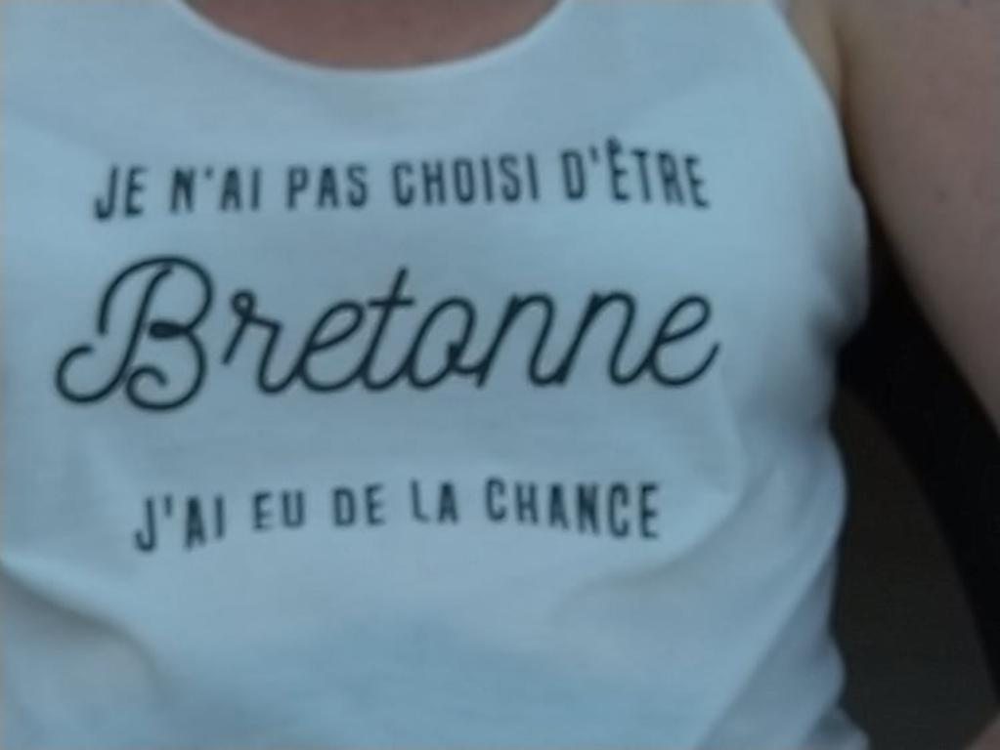 JE N'AI PAS CHOISI D'ÊTRE
Bretonne
J'AI EU DE LA CHANCE